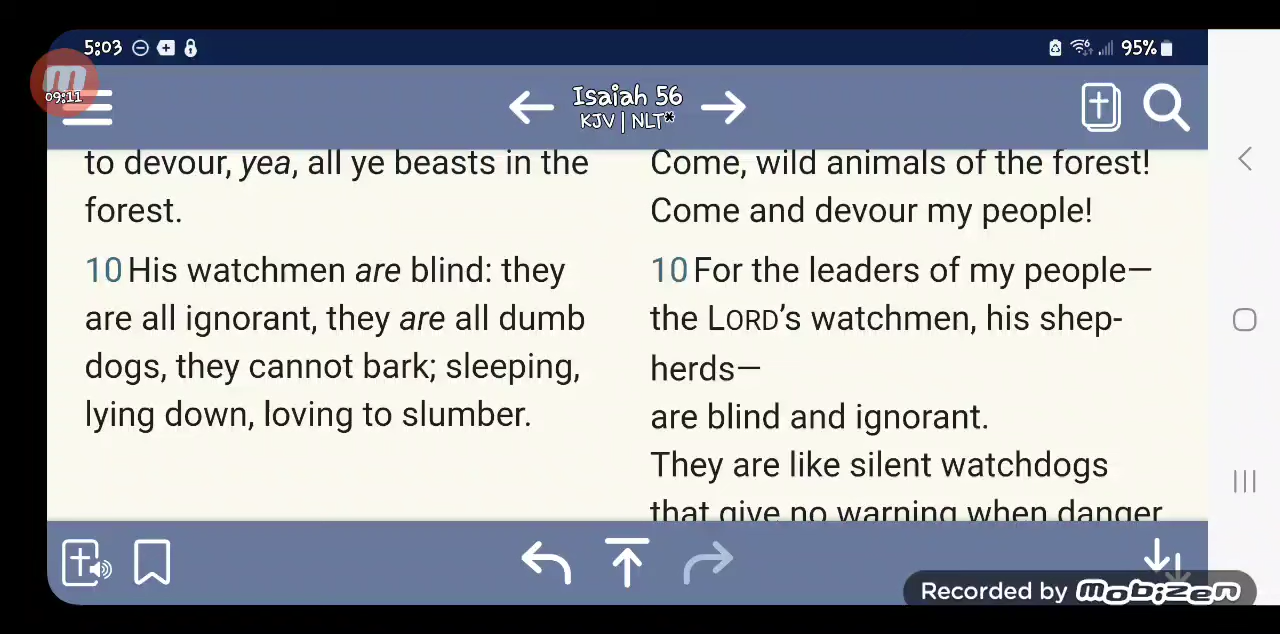 5:03
95%
09:11
Isaiah 56
KJV | NLT*
to devour, yea, all ye beasts in the
forest.
10 His watchmen are blind: they
are all ignorant, they are all dumb
dogs, they cannot bark; sleeping,
lying down, loving to slumber.
Come, wild animals of the forest!
Come and devour my people!
10 For the leaders of my people—
the LORD’s watchmen, his shep-
herds—
are blind and ignorant.
They are like silent watchdogs
that give no warning when danger
Recorded by mobizen